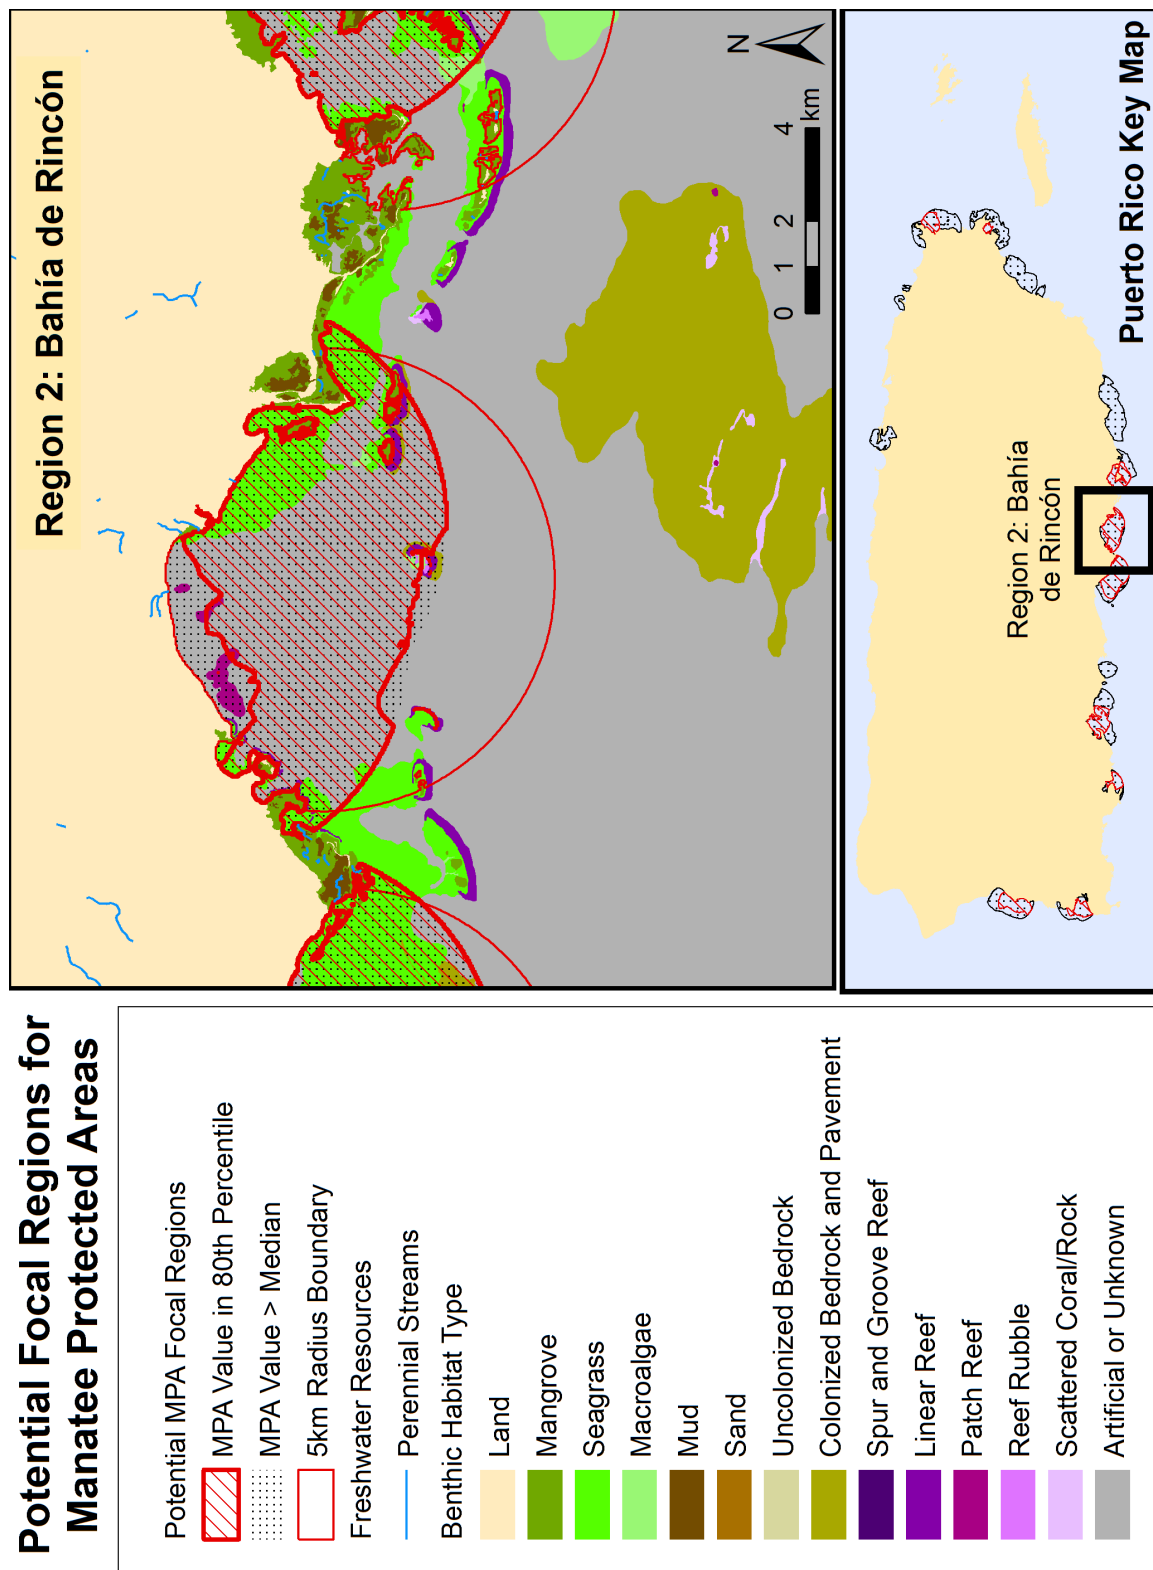 Potential Focal Regions for
Manatee Protected Areas
Potential MPA Focal Regions
MPA Value in 80th Percentile
MPA Value > Median
5km Radius Boundary
Freshwater Resources
Perennial Streams
Benthic Habitat Type
Land
Mangrove
Seagrass
Macroalgae
Mud
Sand
Uncolonized Bedrock
Colonized Bedrock and Pavement
Spur and Groove Reef
Linear Reef
Patch Reef
Reef Rubble
Scattered Coral/Rock
Artificial or Unknown
Region 2: Bahía de Rincón
N
0 1 2 4
km
Region 2: Bahía
de Rincón
Puerto Rico Key Map